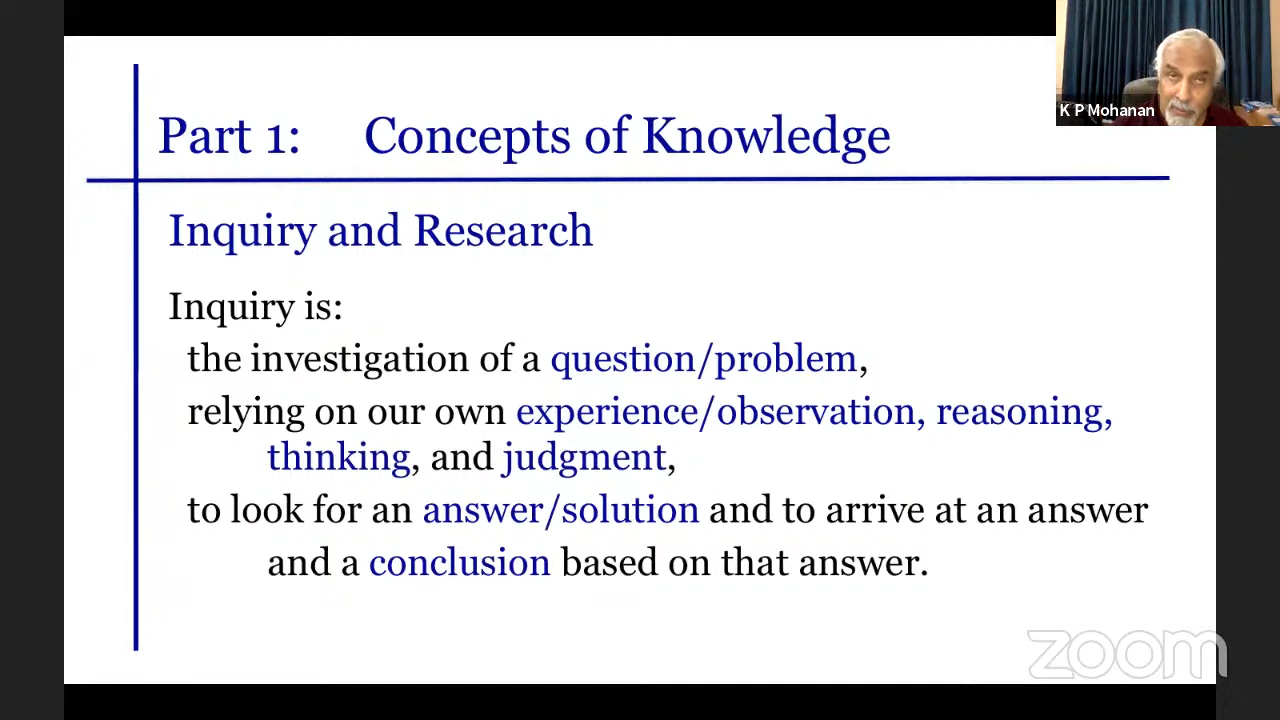 K P Mohanan
Part 1: Concepts of Knowledge
Inquiry and Research
Inquiry is:
the investigation of a question/problem,
relying on our own experience/observation, reasoning,
thinking, and judgment,
to look for an answer/solution and to arrive at an answer
and a conclusion based on that answer.
zoom